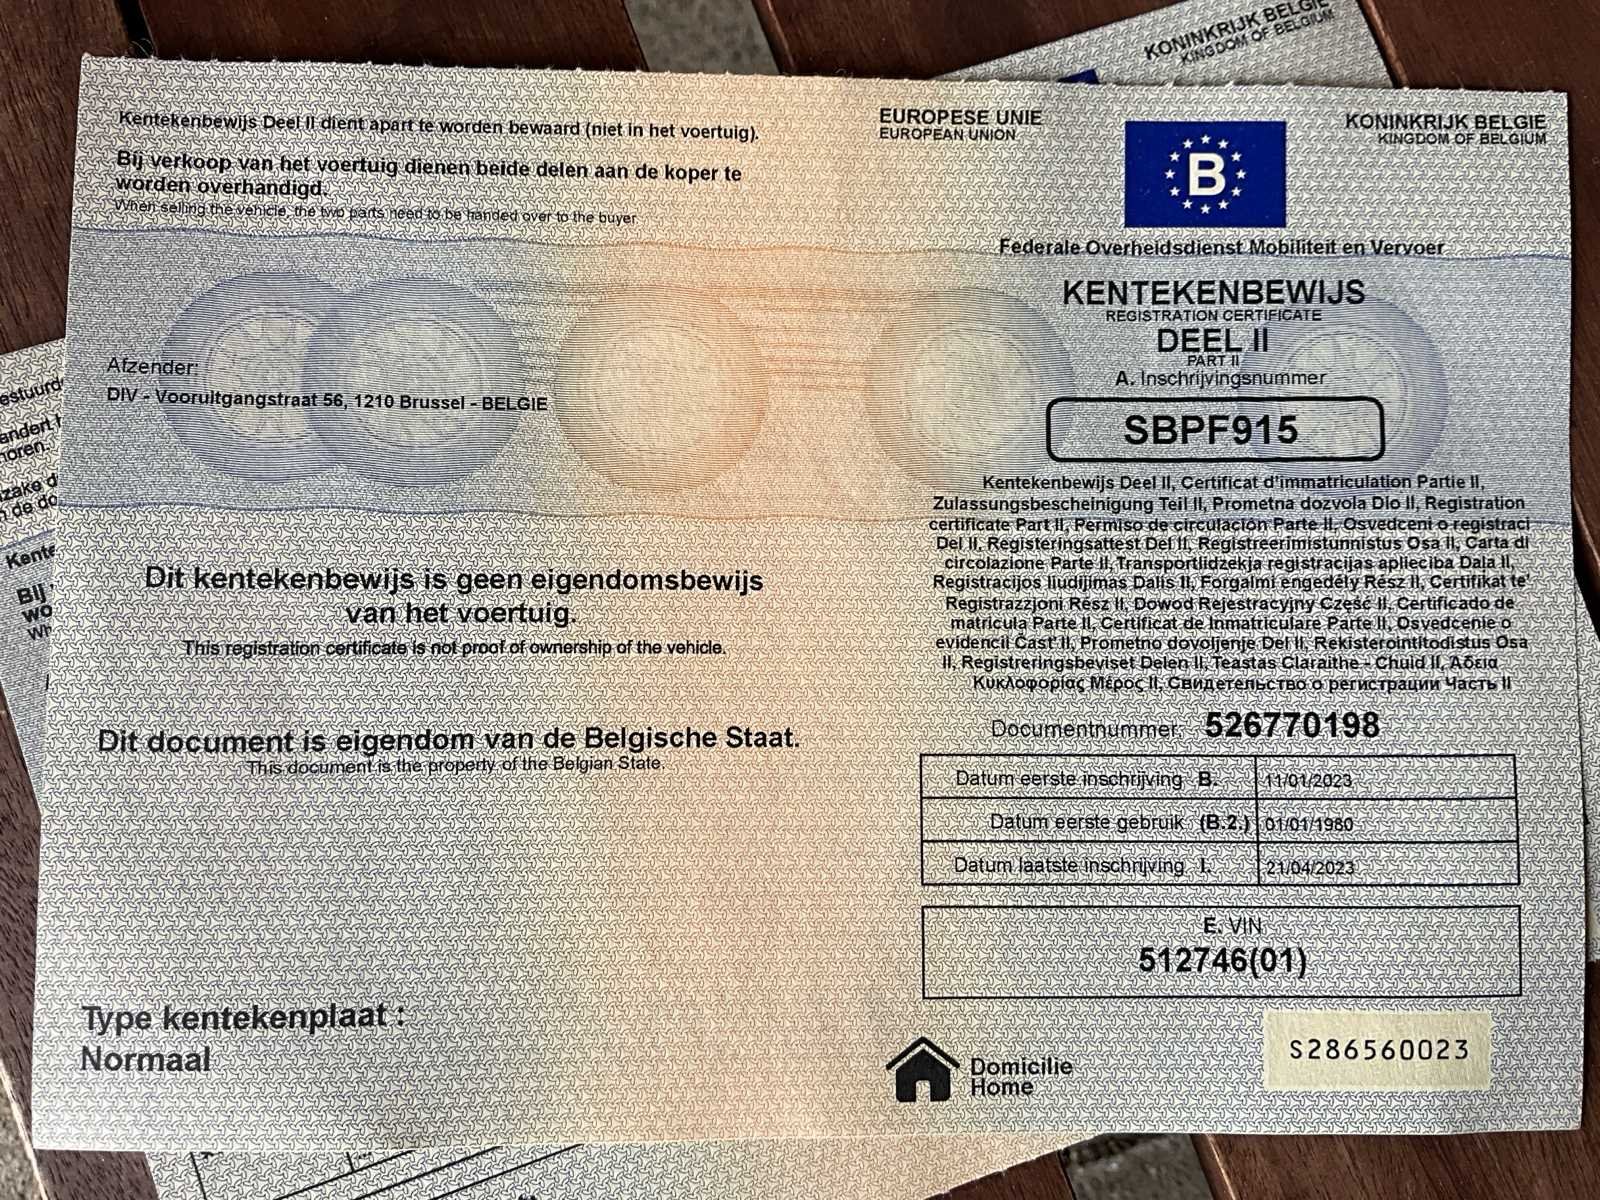 KONINKRIJK BELGIE
KINGDOM OF BELGIUM
Kentekenbewijs Deel II dient apart te worden bewaard (niet in het voertuig).
Bij verkoop van het voertuig dienen beide delen aan de koper te
worden overhandigd.
When selling the vehicle, the two parts need to be handed over to the buyer
Afzender:
DIV - Vooruitgangstraat 56, 1210 Brussel - BELGIE
Dit kentekenbewijs is geen eigendomsbewijs
van het voertuig.
This registration certificate is not proof of ownership of the vehicle.
Dit document is eigendom van de Belgische Staat.
This document is the property of the Belgian State.
Type kentekenplaat :
Normaal
EUROPESE UNIE
EUROPEAN UNION
B
KONINKRIJK BELGIE
KINGDOM OF BELGIUM
Federale Overheidsdienst Mobiliteit en Vervoer
KENTEKENBEWIJS
REGISTRATION CERTIFICATE
DEEL II
PART II
A. Inschrijvingsnummer
SBPF915
Kentekenbewijs Deel II, Certificat d'immatriculation Partie II,
Zulassungsbescheinigung Teil II, Prometna dozvola Dio II, Registration
certificate Part II, Permiso de circulación Parte II, Osvedceni o registraci
Del II, Registeringsattest Del II, Registreerimistunnistus Osa II, Carta di
circolazione Parte II, Transportlidzekja registracijas apliecība Daļa II,
Registracijos liudijimas Dalis II, Forgalmi engedély Rész II, Certifikat te'
Registrazzjoni Rész II, Dowod Rejestracyjny Część II, Certificado de
matrícula Parte II, Certificat de Inmatriculare Parte II, Osvedcenie o
evidencii Časť II, Prometno dovoljenje Del II, Rekisterointitodistus Osa
II, Registreringsbeviset Delen II, Teastas Claraithe - Chuid II, Άδεια
Κυκλοφορίας Μέρος II, Свидетельство о регистрации Часть II
Documentnummer: 526770198
Datum eerste inschrijving B. 11/01/2023
Datum eerste gebruik (B.2.) 01/01/1980
Datum laatste inschrijving I. 21/04/2023
E. VIN
512746(01)
Domicilie
Home
S286560023